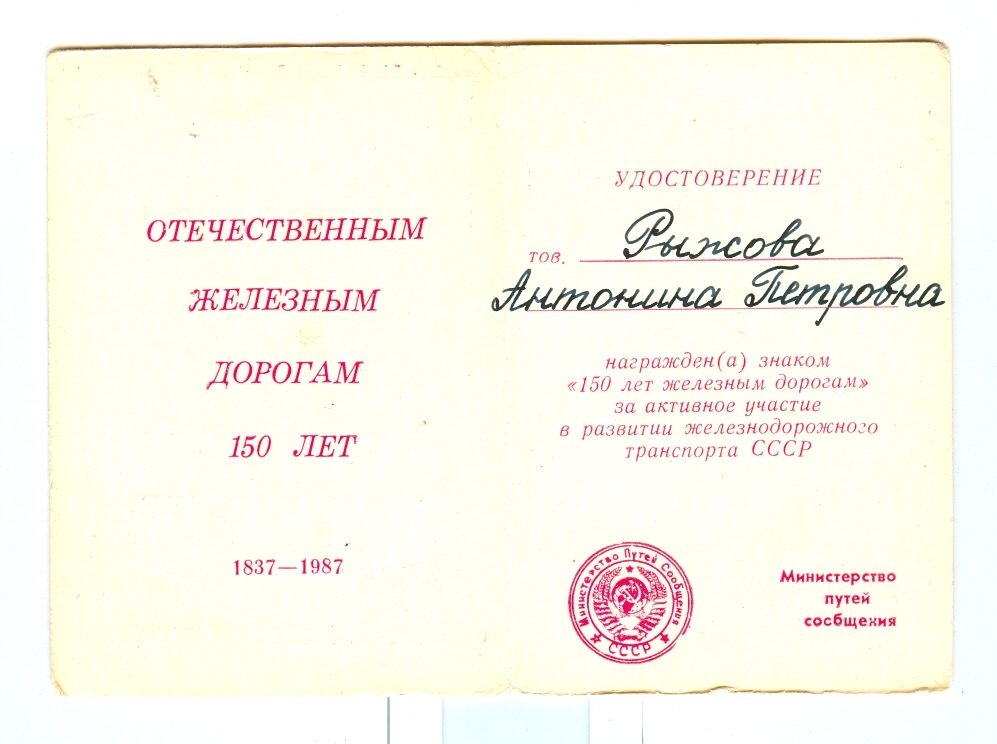 ОТЕЧЕСТВЕННЫМ
ЖЕЛЕЗНЫМ
ДОРОГАМ
150 ЛЕТ
1837—1987
УДОСТОВЕРЕНИЕ
тов. Рыжова
Антонина Петровна
награжден(а) знаком
«150 лет железным дорогам»
за активное участие
в развитии железнодорожного
транспорта СССР
Министерство Путей Сообщения
СССР
Министерство
путей
сообщения